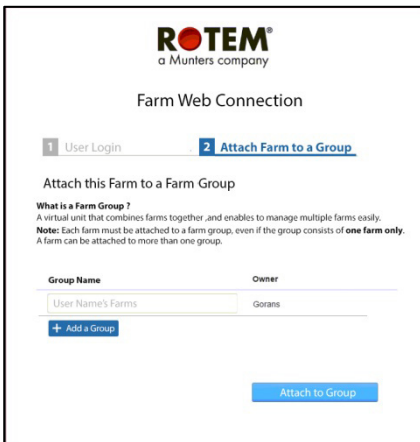 ROTEM®
a Munters company
Farm Web Connection
1 User Login
2 Attach Farm to a Group
Attach this Farm to a Farm Group
What is a Farm Group ?
A virtual unit that combines farms together ,and enables to manage multiple farms easily.
Note: Each farm must be attached to a farm group, even if the group consists of one farm only.
A farm can be attached to more than one group.
Group Name Owner
User Name's Farms Gorans
+ Add a Group
Attach to Group